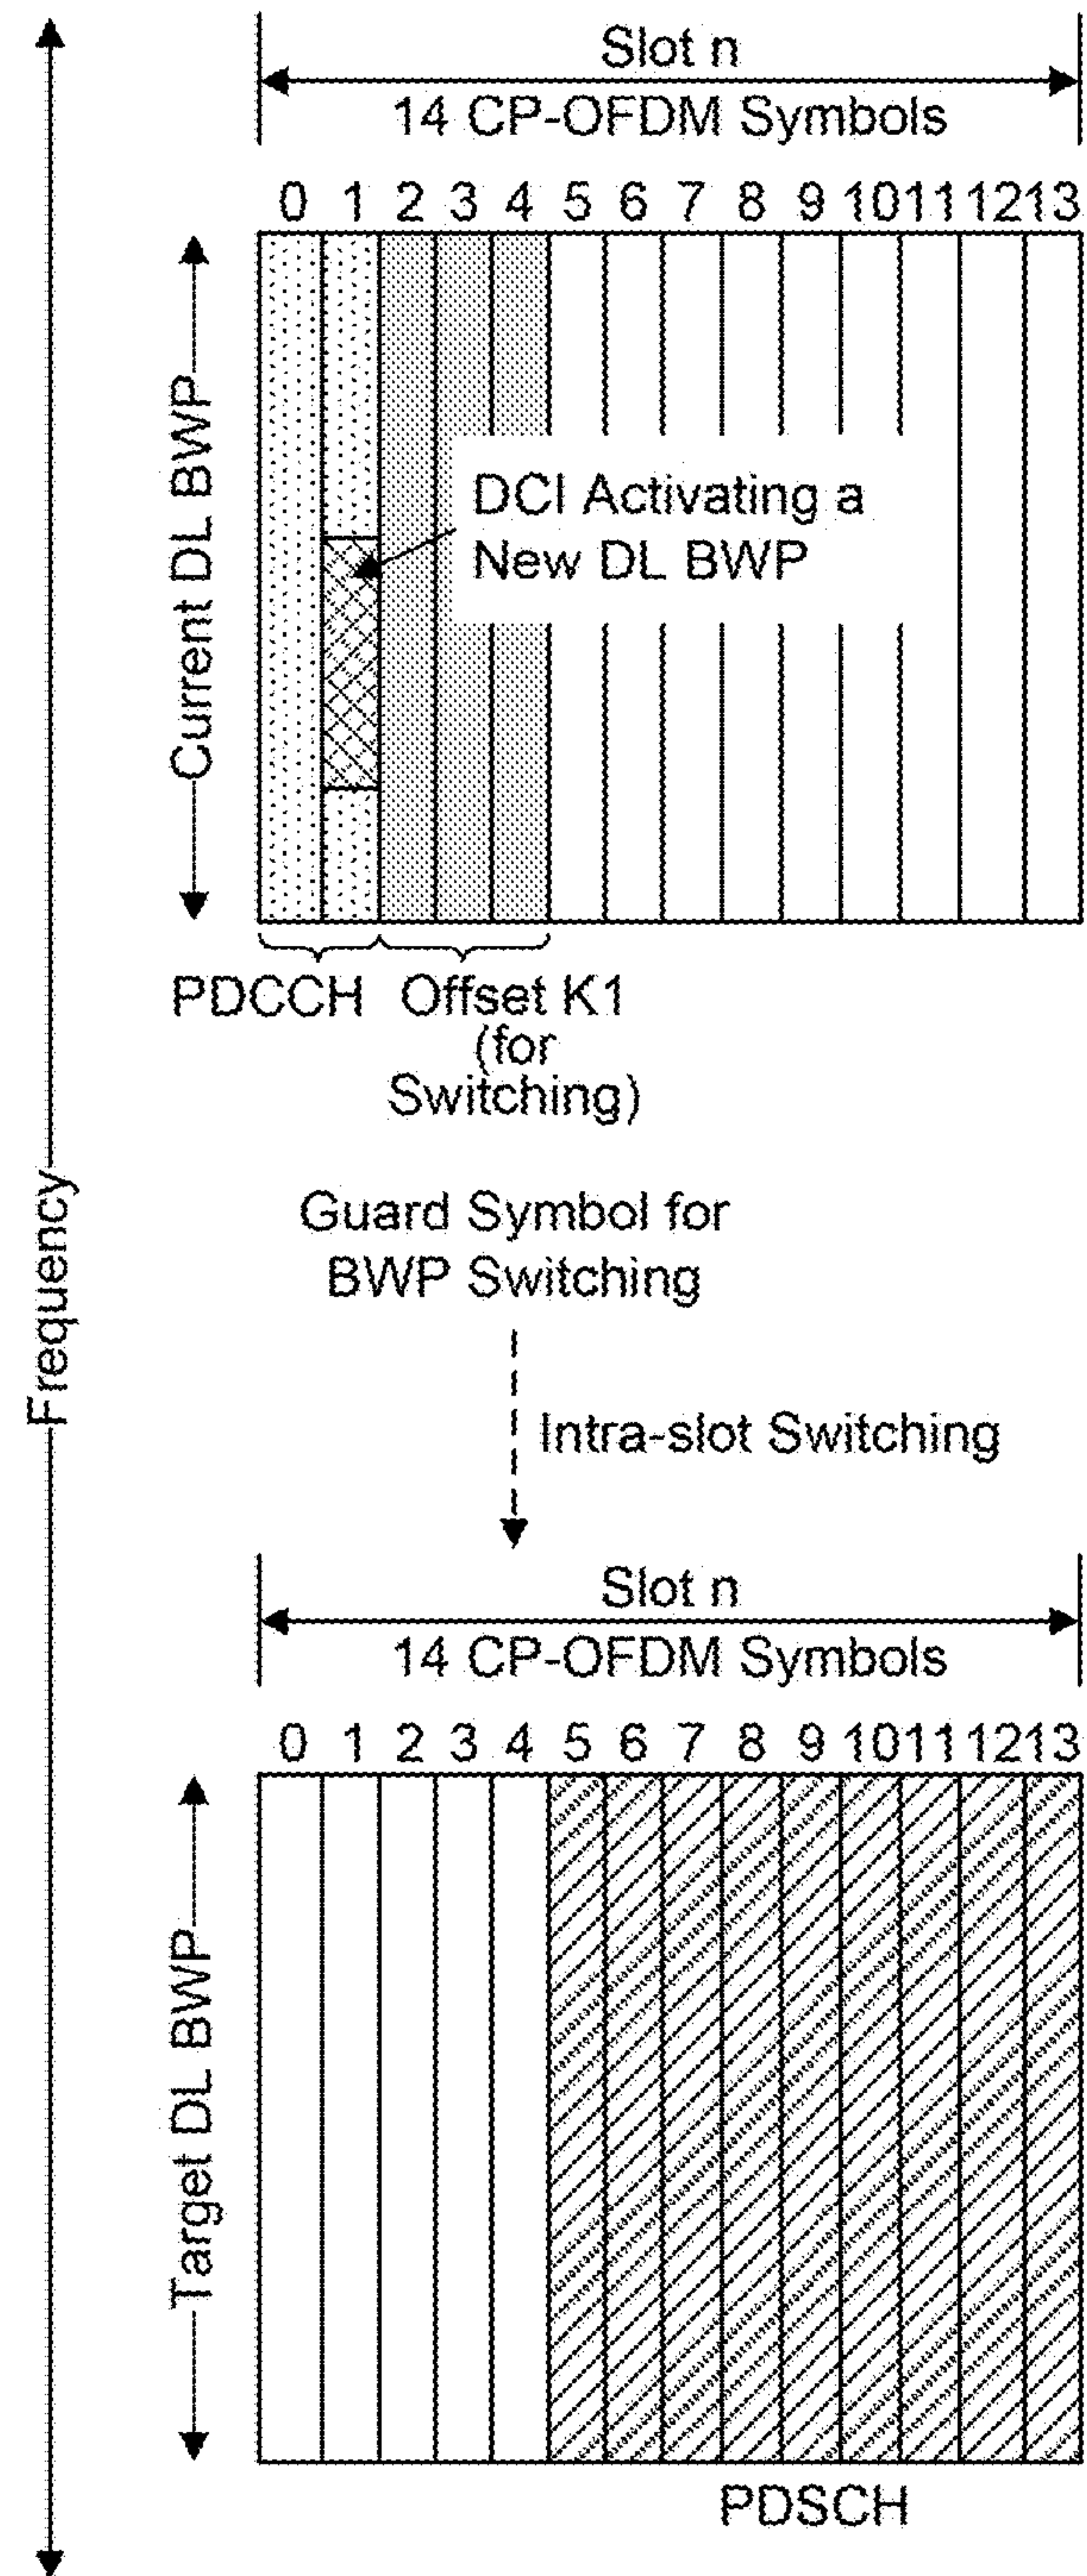 Slot n
14 CP-OFDM Symbols
0 1 2 3 4 5 6 7 8 9 10 11 12 13
Current DL BWP
DCI Activating a
New DL BWP
PDCCH Offset K1
(for
Switching)
Frequency
Guard Symbol for
BWP Switching
Intra-slot Switching
Slot n
14 CP-OFDM Symbols
0 1 2 3 4 5 6 7 8 9 10 11 12 13
Target DL BWP
PDSCH